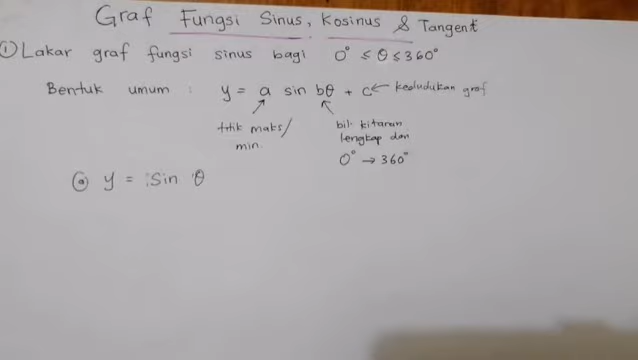 Graf Fungsi Sinus, Kosinus & Tangent
① Lakar graf fungsi sinus bagi 0° ≤ θ ≤ 360°
Bentuk umum : y = a sin bθ + c ← kedudukan graf
titik maks/
min.
bil. kitaran
lengkap dari
0° → 360°
ⓐ y = sin θ